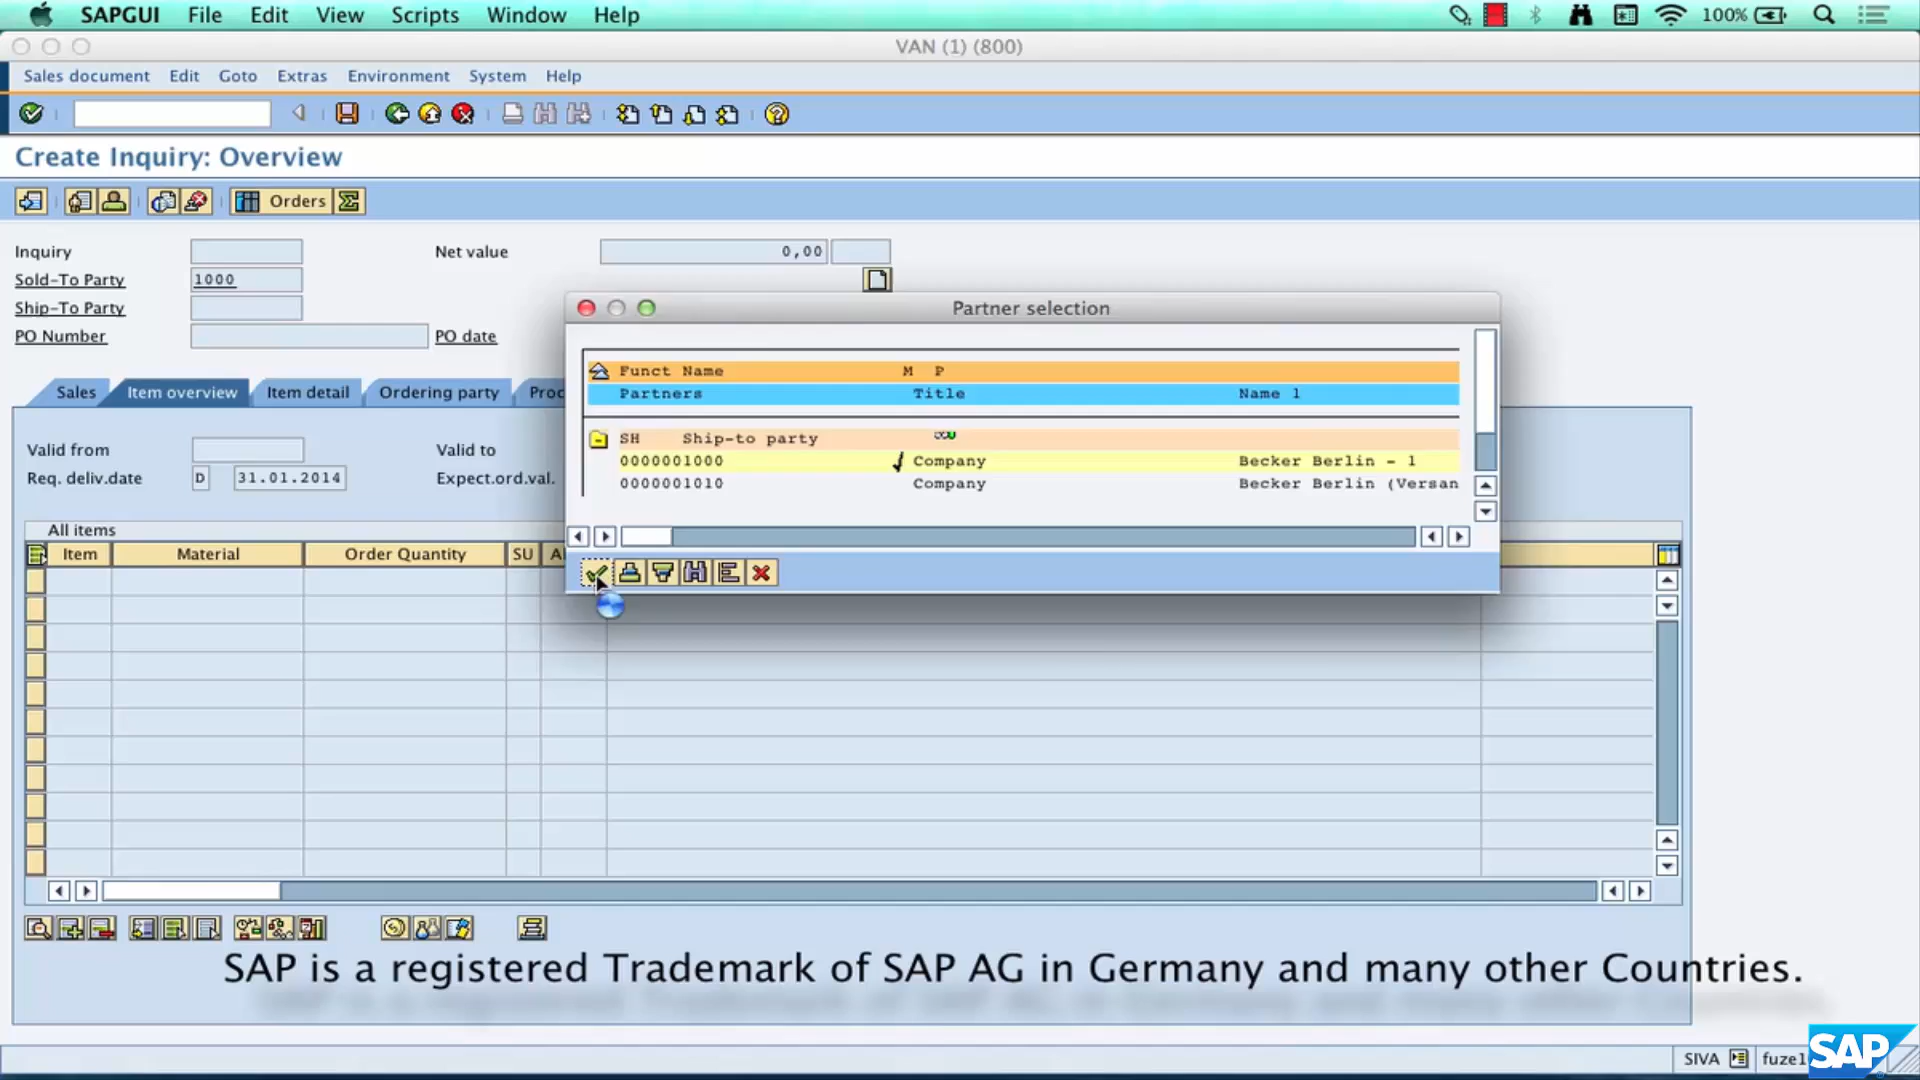 SAPGUI File Edit View Scripts Window Help 100%
VAN (1) (800)
Sales document Edit Goto Extras Environment System Help
Create Inquiry: Overview
Orders
Inquiry Net value 0,00
Sold-To Party 1000
Ship-To Party
PO Number PO date
Partner selection
Funct Name M P
Partners Title Name 1
SH Ship-to party
0000001000 Company Becker Berlin - 1
0000001010 Company Becker Berlin (Versan
Sales Item overview Item detail Ordering party Proc
Valid from Valid to
Req. deliv.date D 31.01.2014 Expect.ord.val.
All items
Item Material Order Quantity SU Al
SAP is a registered Trademark of SAP AG in Germany and many other Countries.
SIVA fuze1
SAP